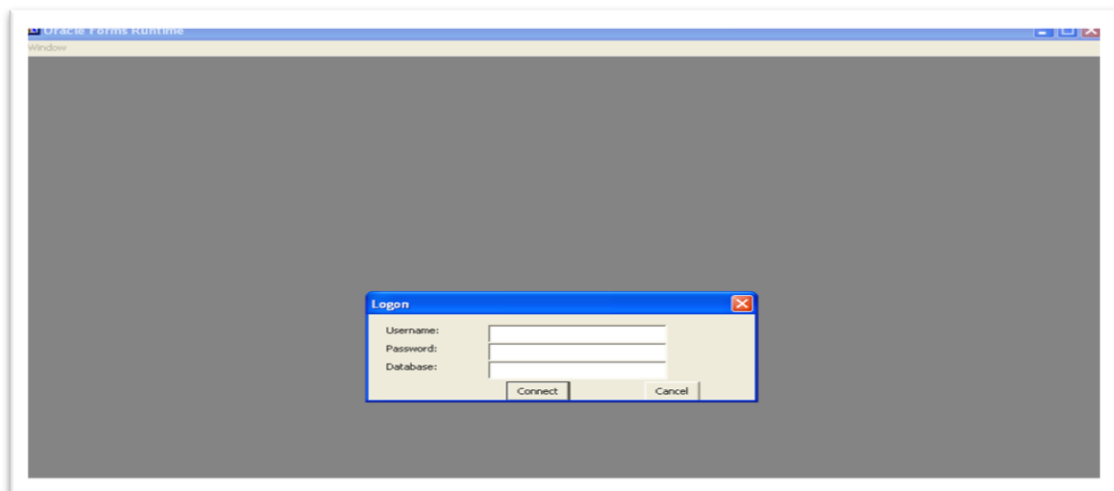 Oracle Forms Runtime
Window
Logon
Username:
Password:
Database:
Connect Cancel